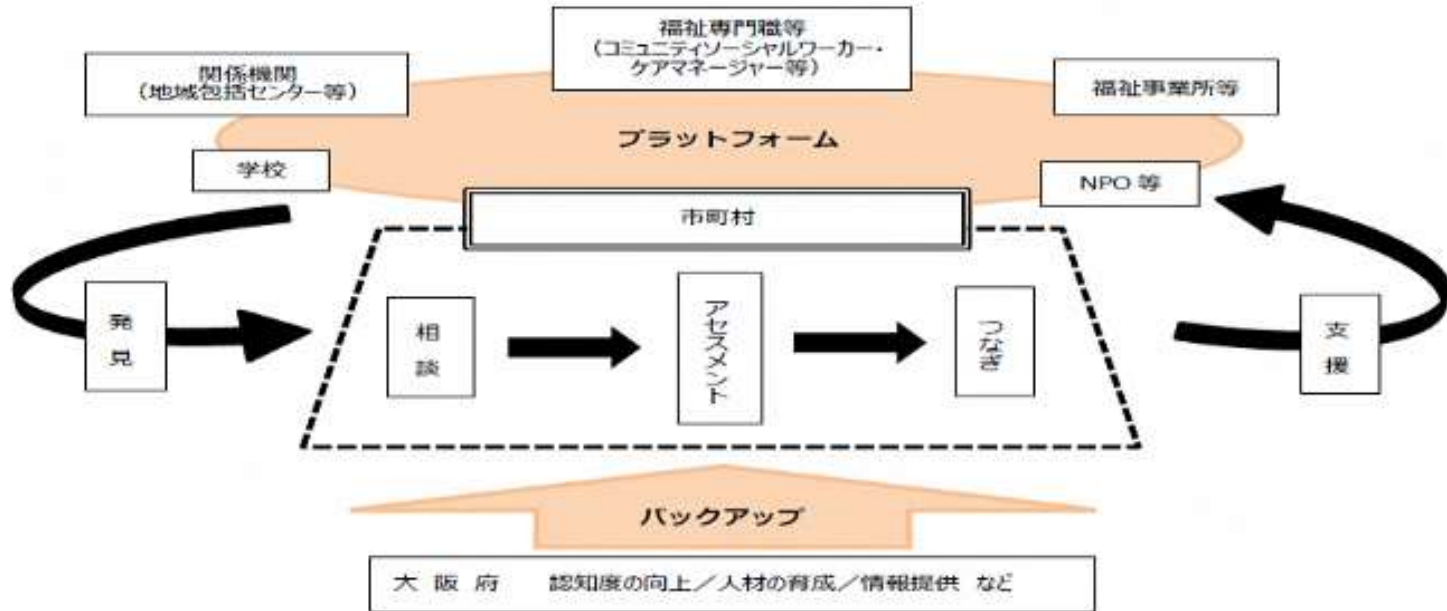 福祉専門職等
(コミュニティソーシャルワーカー・
ケアマネージャー等)
関係機関
(地域包括センター等)
福祉事業所等
プラットフォーム
学校
NPO 等
市町村
発見
相談
アセスメント
つなぎ
支援
バックアップ
大 阪 府 認知度の向上/人材の育成/情報提供 など